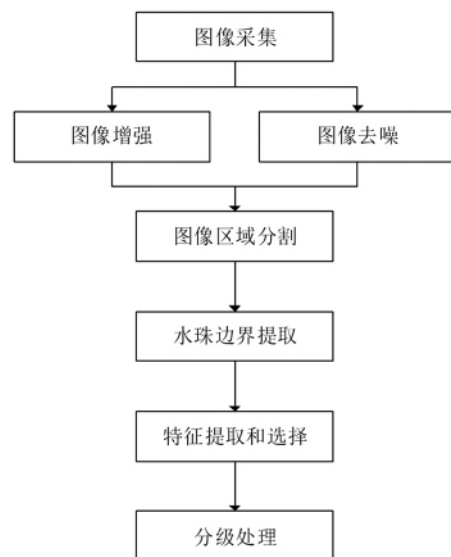 图像采集
图像增强
图像去噪
图像区域分割
水珠边界提取
特征提取和选择
分级处理